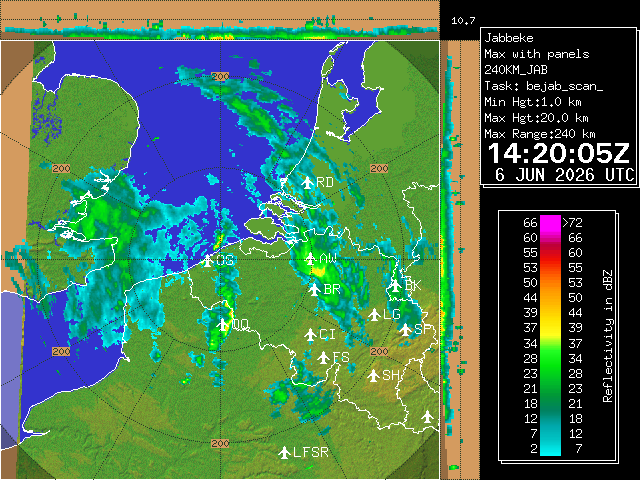 10.7
Jabbeke
Max with panels
240KM_JAB
Task: bejab_scan_
Min Hgt:1.0 km
Max Hgt:20.0 km
Max Range:240 km
14:20:05Z
6 JUN 2026 UTC
200
200
200
RD
OS
AW
BR
BK
LG
SP
QQ
CI
FS
SH
200
200
LFSR
66 >72
60 66
55 60
53 55
50 53
44 50
42 44
39 42
37 39
34 37
28 34
23 28
21 23
18 21
12 18
7 12
2 7
Reflectivity in dBZ